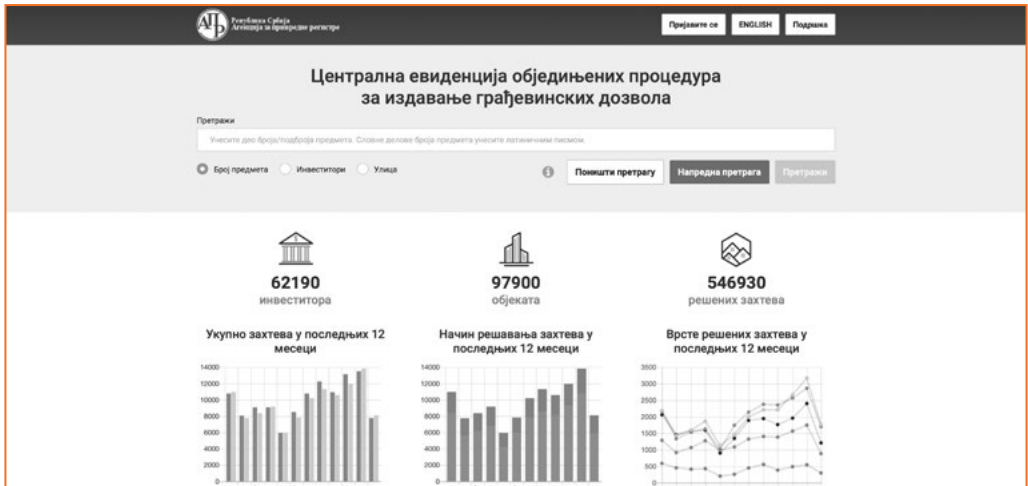 АПР
Република Србија
Агенција за привредне регистре
Пријавите се
ENGLISH
Подршка
Централна евиденција обједињених процедура
за издавање грађевинских дозвола
Претражи
Унесите део броја/подброја предмета. Словне делове броја предмета унесите латиничним писмом.
Број предмета
Инвеститори
Улица
Поништи претрагу
Напредна претрага
Претражи
62190
инвеститора
97900
објеката
546930
решених захтева
Укупно захтева у последњих 12
месеци
Начин решавања захтева у
последњих 12 месеци
Врсте решених захтева у
последњих 12 месеци
14000
12000
10000
8000
6000
4000
2000
14000
12000
10000
8000
6000
4000
2000
3500
3000
2500
2000
1500
1000
500
0